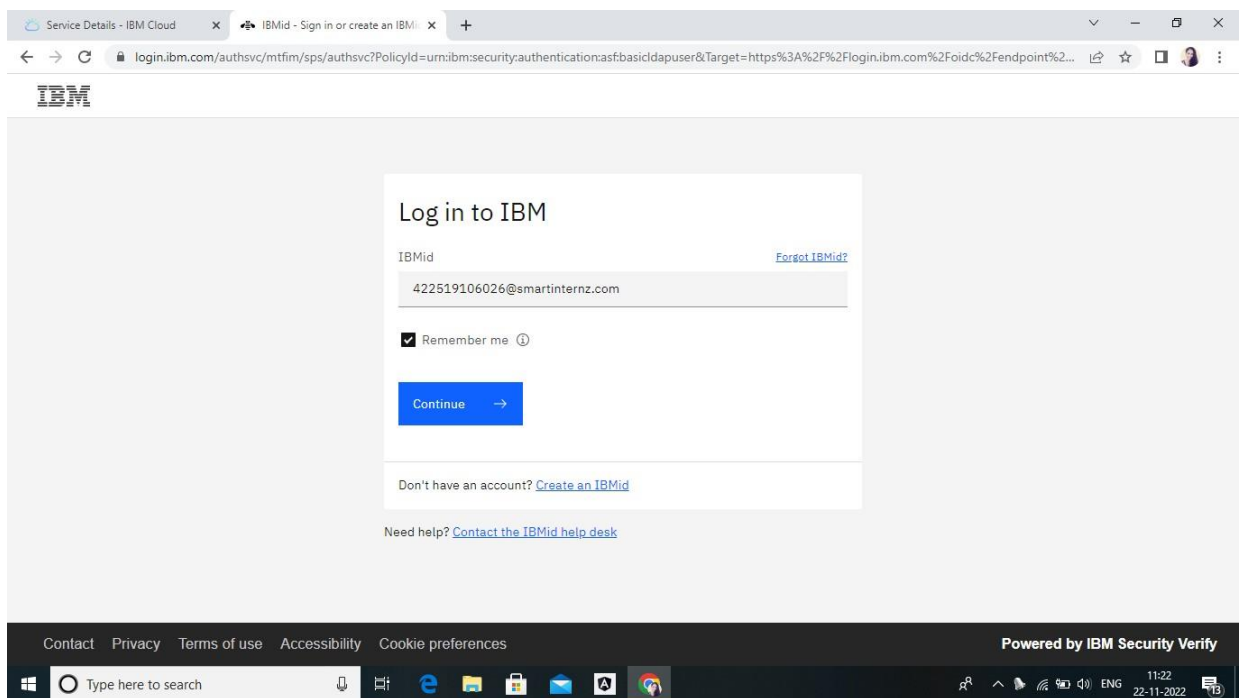 Service Details - IBM Cloud
IBMid - Sign in or create an IBMi
login.ibm.com/authsvc/mtfim/sps/authsvc?PolicyId=urn:ibm:security:authentication:asf:basicldapuser&Target=https%3A%2F%2Flogin.ibm.com%2Foidc%2Fendpoint%2...
IBM
Log in to IBM
IBMid Forgot IBMid?
422519106026@smartinternz.com
Remember me
Continue
Don't have an account? Create an IBMid
Need help? Contact the IBMid help desk
Contact Privacy Terms of use Accessibility Cookie preferences Powered by IBM Security Verify
Type here to search ENG
11:22
22-11-2022
13